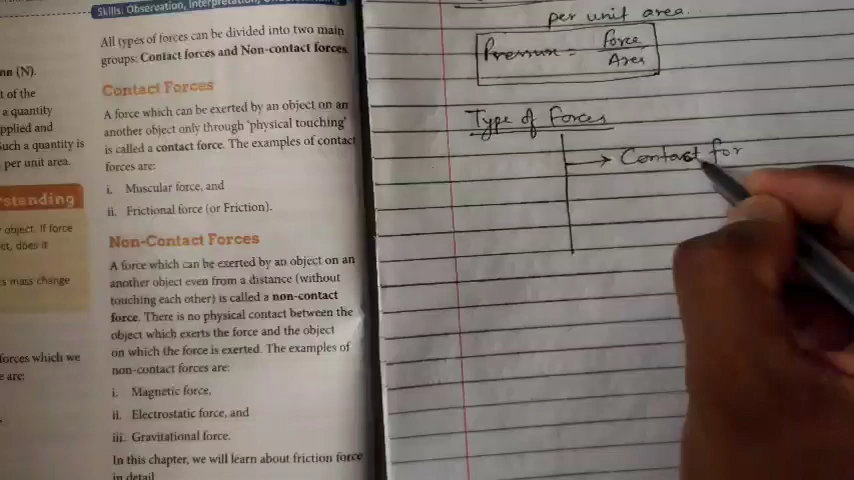 Skills: Observation, Interpretation,
All types of forces can be divided into two main
groups: Contact forces and Non-contact forces.
Contact Forces
A force which can be exerted by an object on an
another object only through 'physical touching'
is called a contact force. The examples of contact
forces are:
i. Muscular force, and
ii. Frictional force (or Friction).
Non-Contact Forces
A force which can be exerted by an object on an
another object even from a distance (without
touching each other) is called a non-contact
force. There is no physical contact between the
object which exerts the force and the object
on which the force is exerted. The examples of
non-contact forces are:
i. Magnetic force,
ii. Electrostatic force, and
iii. Gravitational force.
In this chapter, we will learn about friction force
in detail
(N).
t of the
a quantity
pplied and
uch a quantity is
per unit area.
rstanding
object. If force
ct, does it
s mass change
forces which we
are:
per unit area.
Pressure = Force
Area
Type of Forces
Contact for